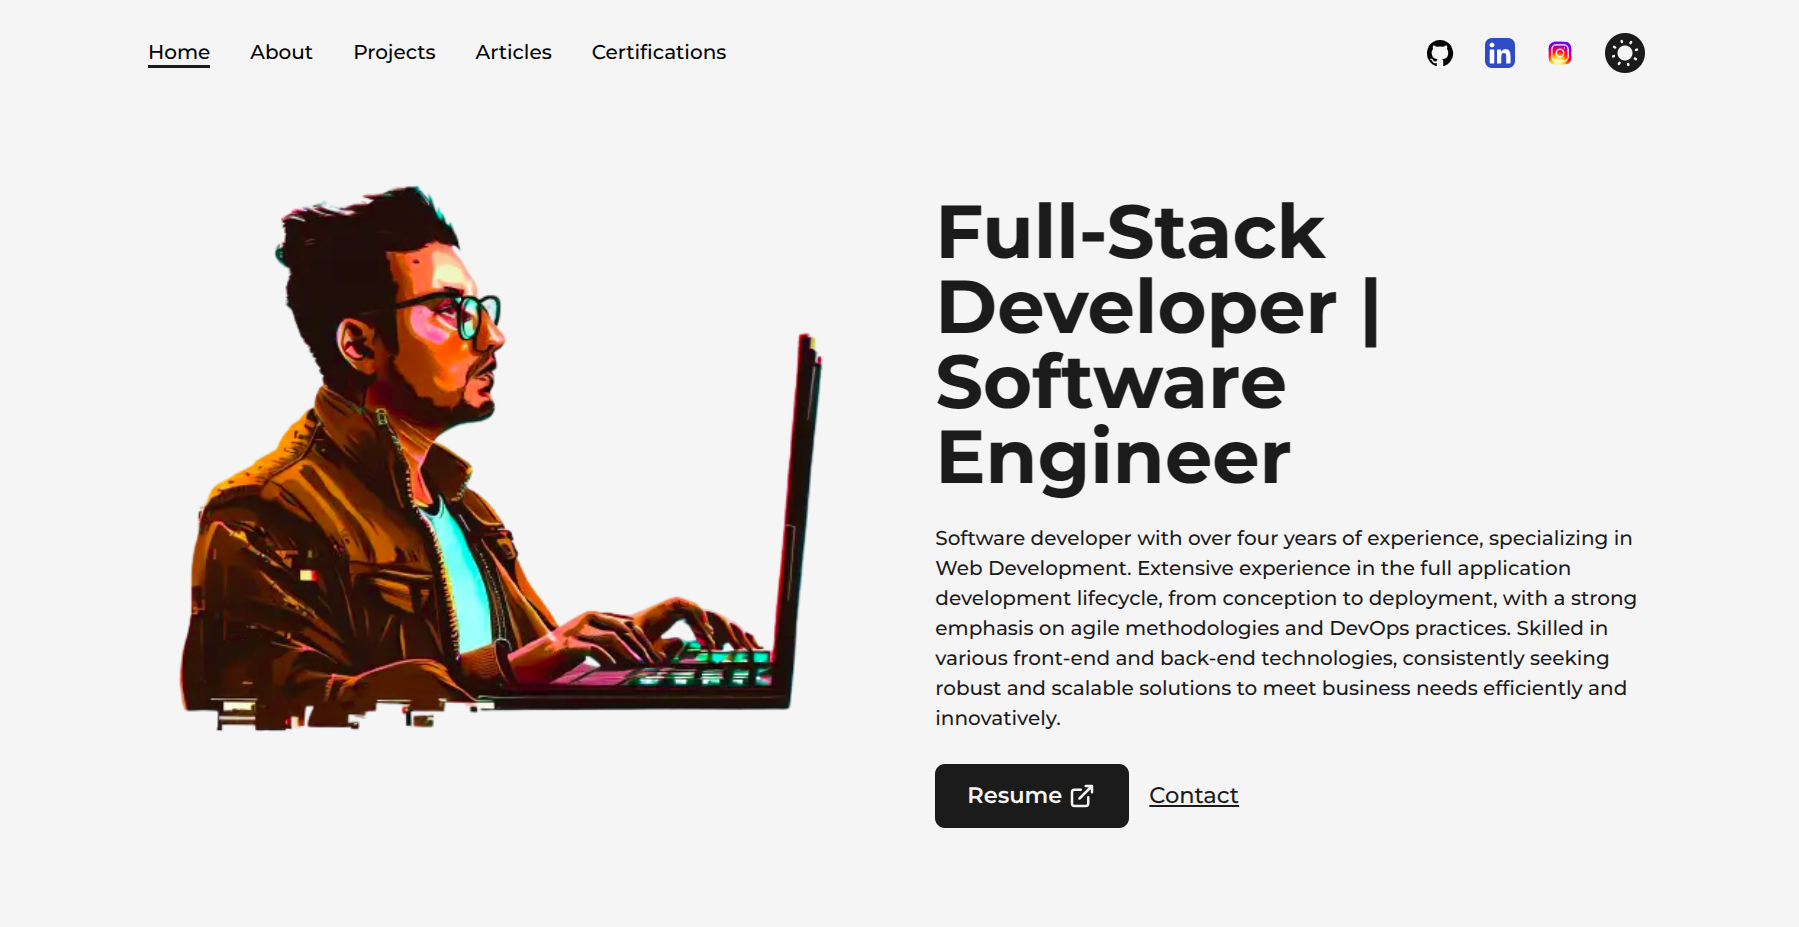 Home About Projects Articles Certifications
in
Full-Stack
Developer |
Software
Engineer
Software developer with over four years of experience, specializing in
Web Development. Extensive experience in the full application
development lifecycle, from conception to deployment, with a strong
emphasis on agile methodologies and DevOps practices. Skilled in
various front-end and back-end technologies, consistently seeking
robust and scalable solutions to meet business needs efficiently and
innovatively.
Resume Contact